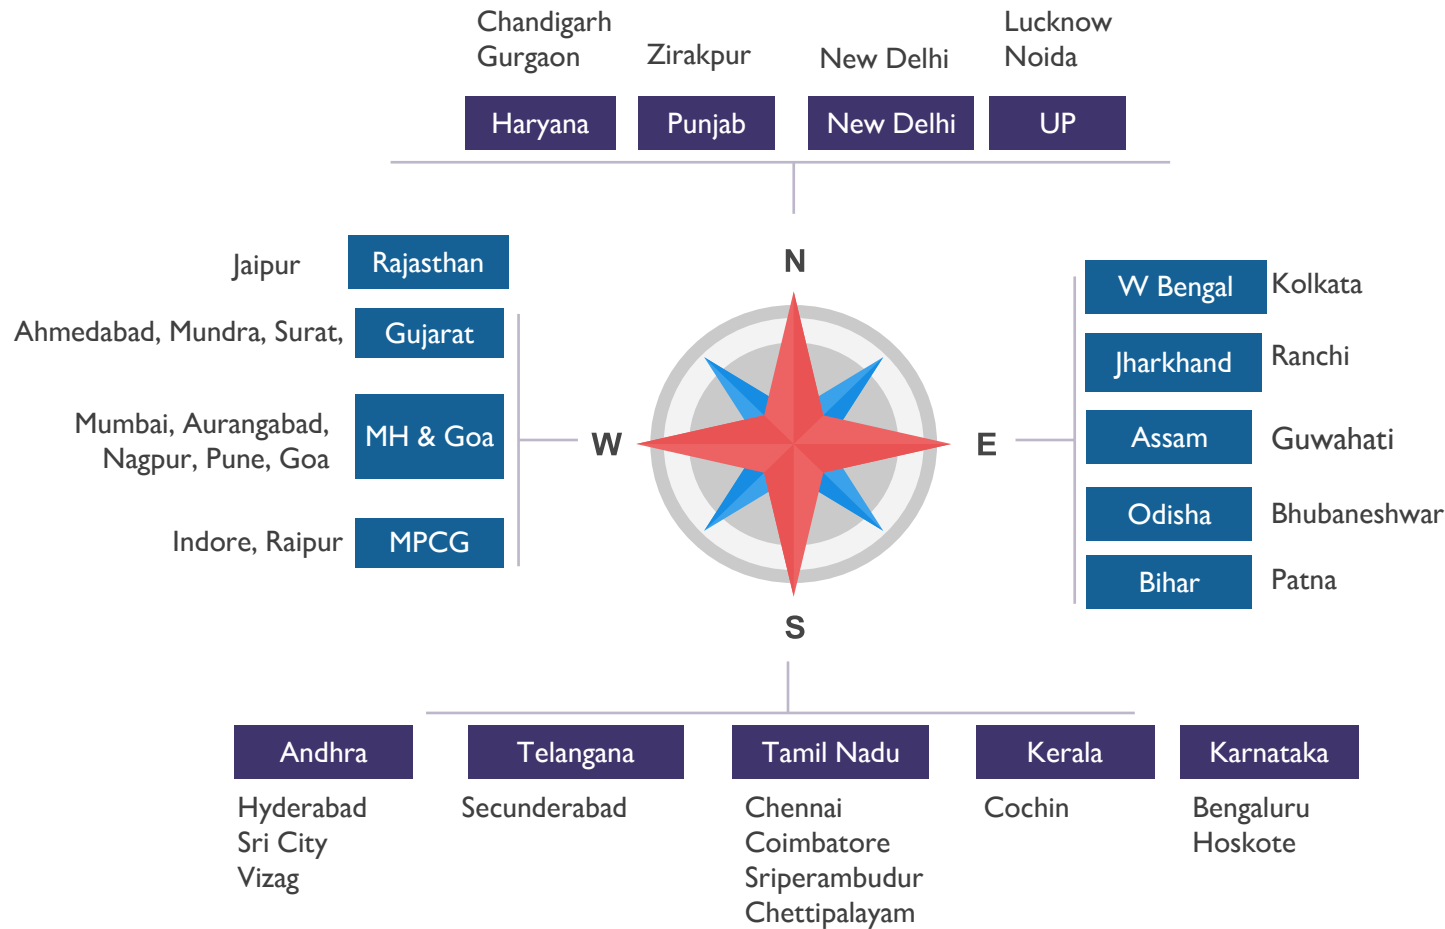 Chandigarh
Gurgaon
Zirakpur
New Delhi
Lucknow
Noida
Haryana
Punjab
New Delhi
UP
N
Jaipur
Rajasthan
Ahmedabad, Mundra, Surat,
Gujarat
Mumbai, Aurangabad,
Nagpur, Pune, Goa
MH & Goa
Indore, Raipur
MPCG
W
E
W Bengal
Kolkata
Jharkhand
Ranchi
Assam
Guwahati
Odisha
Bhubaneshwar
Bihar
Patna
S
Andhra
Hyderabad
Sri City
Vizag
Telangana
Secunderabad
Tamil Nadu
Chennai
Coimbatore
Sriperambudur
Chettipalayam
Kerala
Cochin
Karnataka
Bengaluru
Hoskote